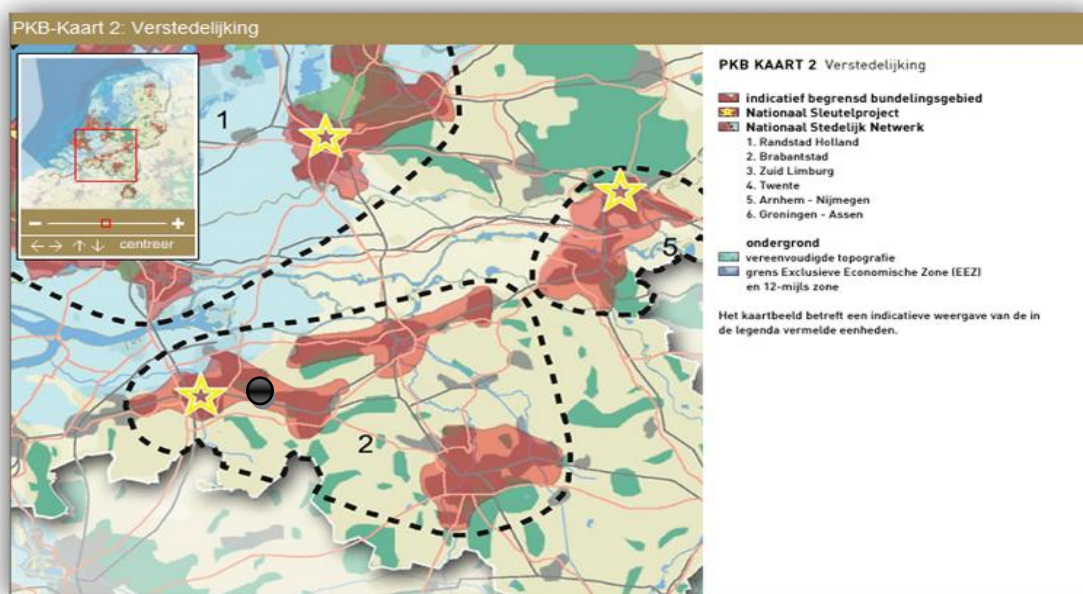 PKB-Kaart 2: Verstedelijking
1
5
2
centreer
PKB KAART 2 Verstedelijking
indicatief begrensd bundelingsgebied
Nationaal Sleutelproject
Nationaal Stedelijk Netwerk
1. Randstad Holland
2. Brabantstad
3. Zuid Limburg
4. Twente
5. Arnhem - Nijmegen
6. Groningen - Assen
ondergrond
vereenvoudigde topografie
grens Exclusieve Economische Zone (EEZ)
en 12-mijls zone
Het kaartbeeld betreft een indicatieve weergave van de in
de legenda vermelde eenheden.